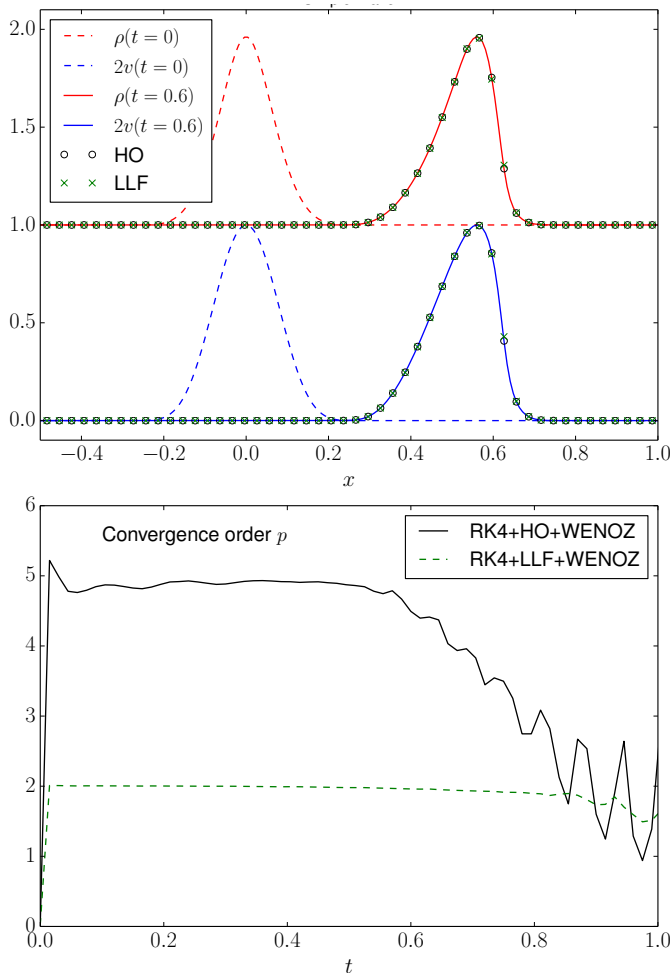 2.0
1.5
1.0
0.5
0.0
ρ(t = 0)
2v(t = 0)
ρ(t = 0.6)
2v(t = 0.6)
HO
LLF
−0.4 −0.2 0.0 0.2 0.4 0.6 0.8 1.0
x
6
5
4
3
2
1
0
Convergence order p
RK4+HO+WENOZ
RK4+LLF+WENOZ
0.0 0.2 0.4 0.6 0.8 1.0
t